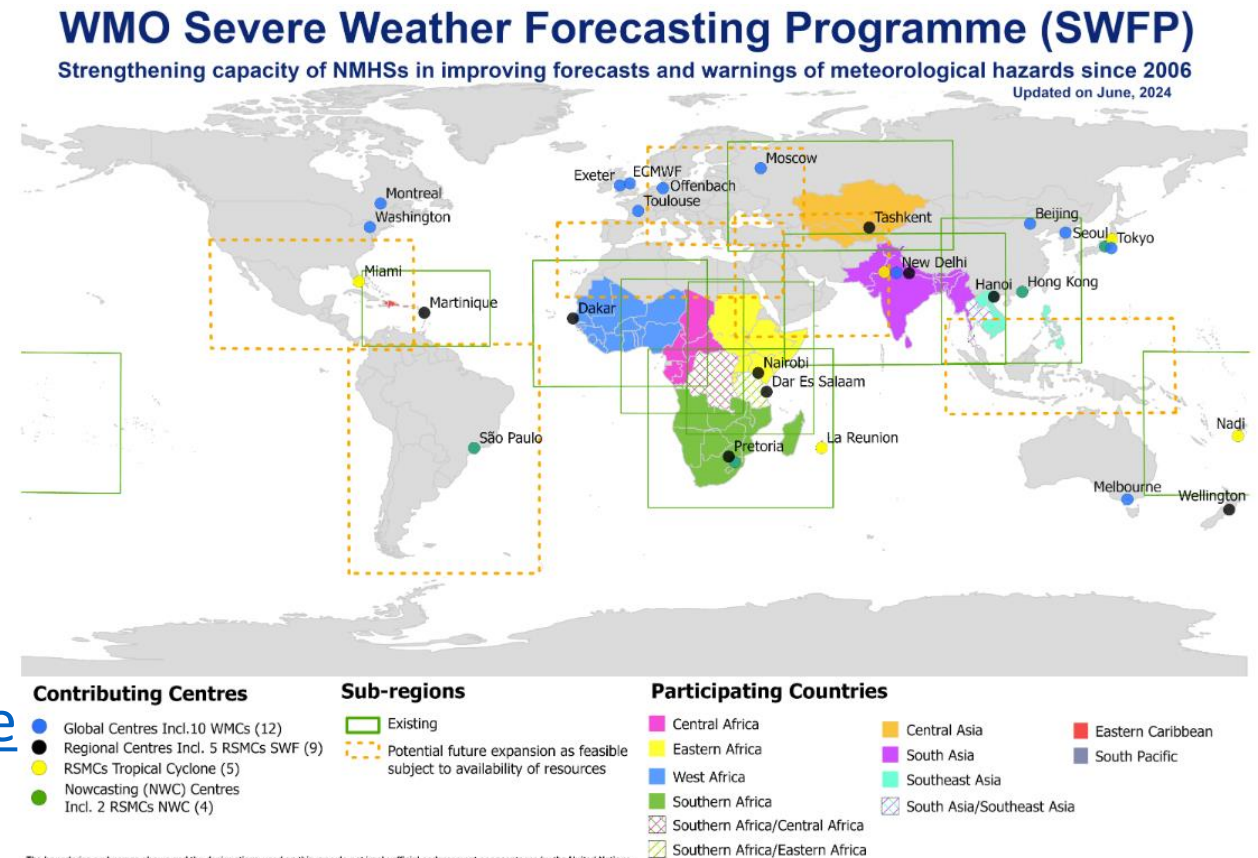 WMO Severe Weather Forecasting Programme (SWFP)
Strengthening capacity of NMHSs in improving forecasts and warnings of meteorological hazards since 2006
Updated on June, 2024
Moscow
Exeter
ECMWF
Offenbach
Toulouse
Montreal
Washington
Tashkent
Beijing
Seoul
Tokyo
Miami
New Delhi
Martinique
Hanoi
Hong Kong
Dakar
Nairobi
Dar Es Salaam
São Paulo
Pretoria
La Reunion
Nadi
Melbourne
Wellington
Contributing Centres
e
Global Centres Incl.10 WMCs (12)
Regional Centres Incl. 5 RSMCs SWF (9)
RSMCs Tropical Cyclone (5)
Nowcasting (NWC) Centres
Incl. 2 RSMCs NWC (4)
Sub-regions
Existing
Potential future expansion as feasible
subject to availability of resources
Participating Countries
Central Africa
Eastern Africa
West Africa
Southern Africa
Southern Africa/Central Africa
Southern Africa/Eastern Africa
Central Asia
South Asia
Southeast Asia
South Asia/Southeast Asia
Eastern Caribbean
South Pacific